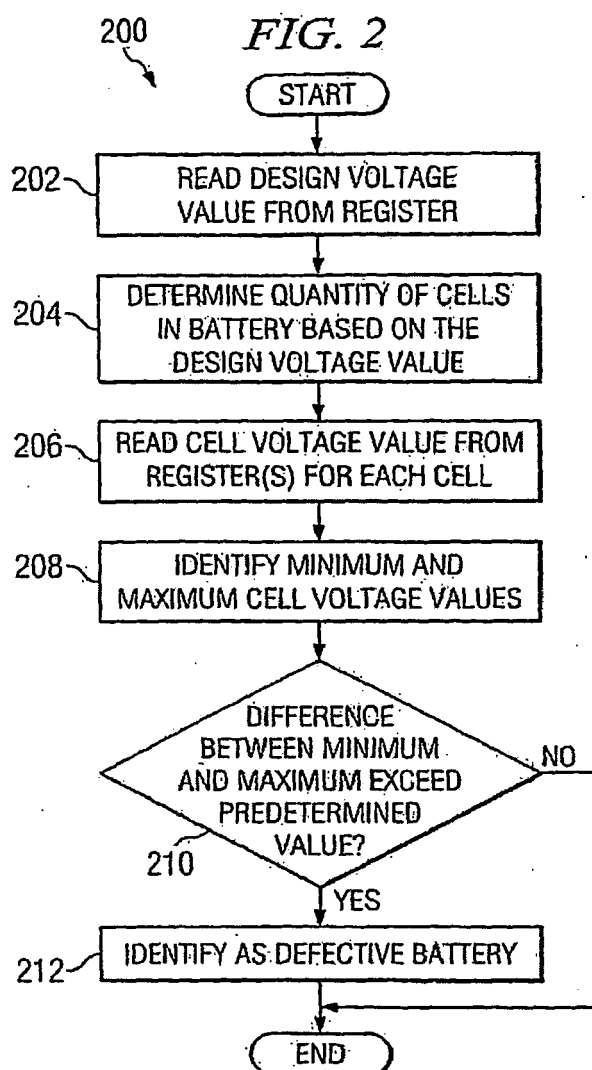 FIG. 2
200
START
202
READ DESIGN VOLTAGE
VALUE FROM REGISTER
204
DETERMINE QUANTITY OF CELLS
IN BATTERY BASED ON THE
DESIGN VOLTAGE VALUE
206
READ CELL VOLTAGE VALUE FROM
REGISTER(S) FOR EACH CELL
208
IDENTIFY MINIMUM AND
MAXIMUM CELL VOLTAGE VALUES
DIFFERENCE
BETWEEN MINIMUM
AND MAXIMUM EXCEED
PREDETERMINED
VALUE?
NO
210
YES
212
IDENTIFY AS DEFECTIVE BATTERY
END